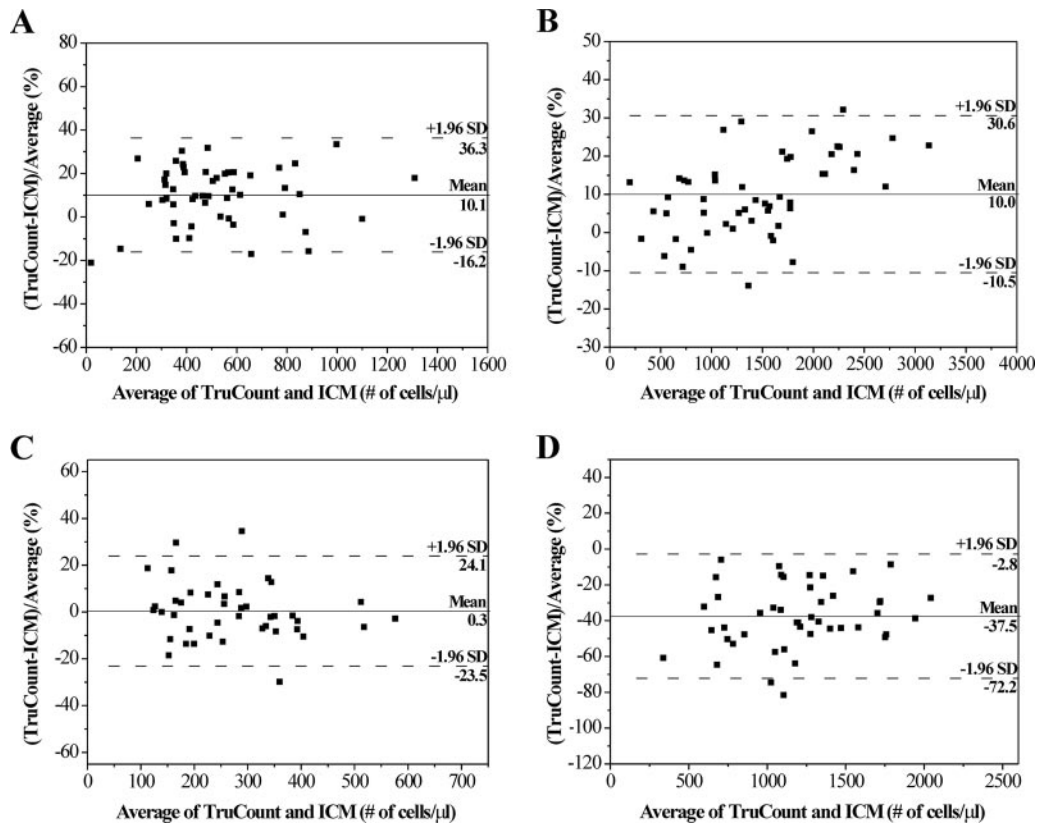 A
(TruCount-ICM)/Average (%)
80
60
40
20
0
-20
-40
-60
+1.96 SD
36.3
Mean
10.1
-1.96 SD
-16.2
0 200 400 600 800 1000 1200 1400 1600
Average of TruCount and ICM (# of cells/µl)
B
(TruCount-ICM)/Average (%)
50
40
30
20
10
0
-10
-20
-30
+1.96 SD
30.6
Mean
10.0
-1.96 SD
-10.5
0 500 1000 1500 2000 2500 3000 3500 4000
Average of TruCount and ICM (# of cells/µl)
C
(TruCount-ICM)/Average (%)
60
40
20
0
-20
-40
-60
+1.96 SD
24.1
Mean
0.3
-1.96 SD
-23.5
0 100 200 300 400 500 600 700
Average of TruCount and ICM (# of cells/µl)
D
(TruCount-ICM)/Average (%)
40
20
0
-20
-40
-60
-80
-100
-120
+1.96 SD
-2.8
Mean
-37.5
-1.96 SD
-72.2
0 500 1000 1500 2000 2500
Average of TruCount and ICM (# of cells/µl)